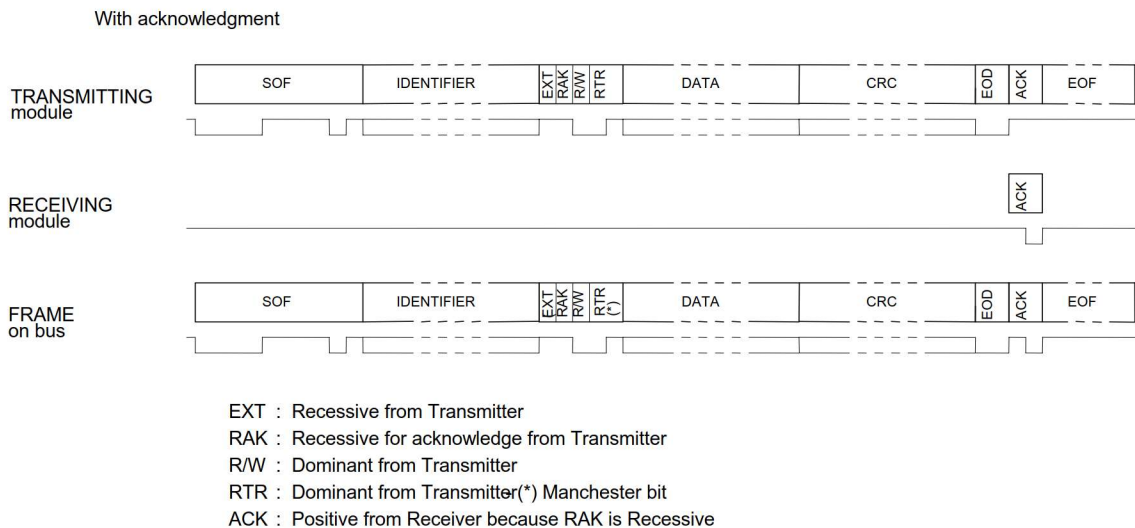 With acknowledgment
SOF IDENTIFIER EXT RAK R/W RTR DATA CRC EOD ACK EOF
TRANSMITTING
module
ACK
RECEIVING
module
SOF IDENTIFIER EXT RAK R/W RTR (*) DATA CRC EOD ACK EOF
FRAME
on bus
EXT : Recessive from Transmitter
RAK : Recessive for acknowledge from Transmitter
R/W : Dominant from Transmitter
RTR : Dominant from Transmitter(*) Manchester bit
ACK : Positive from Receiver because RAK is Recessive